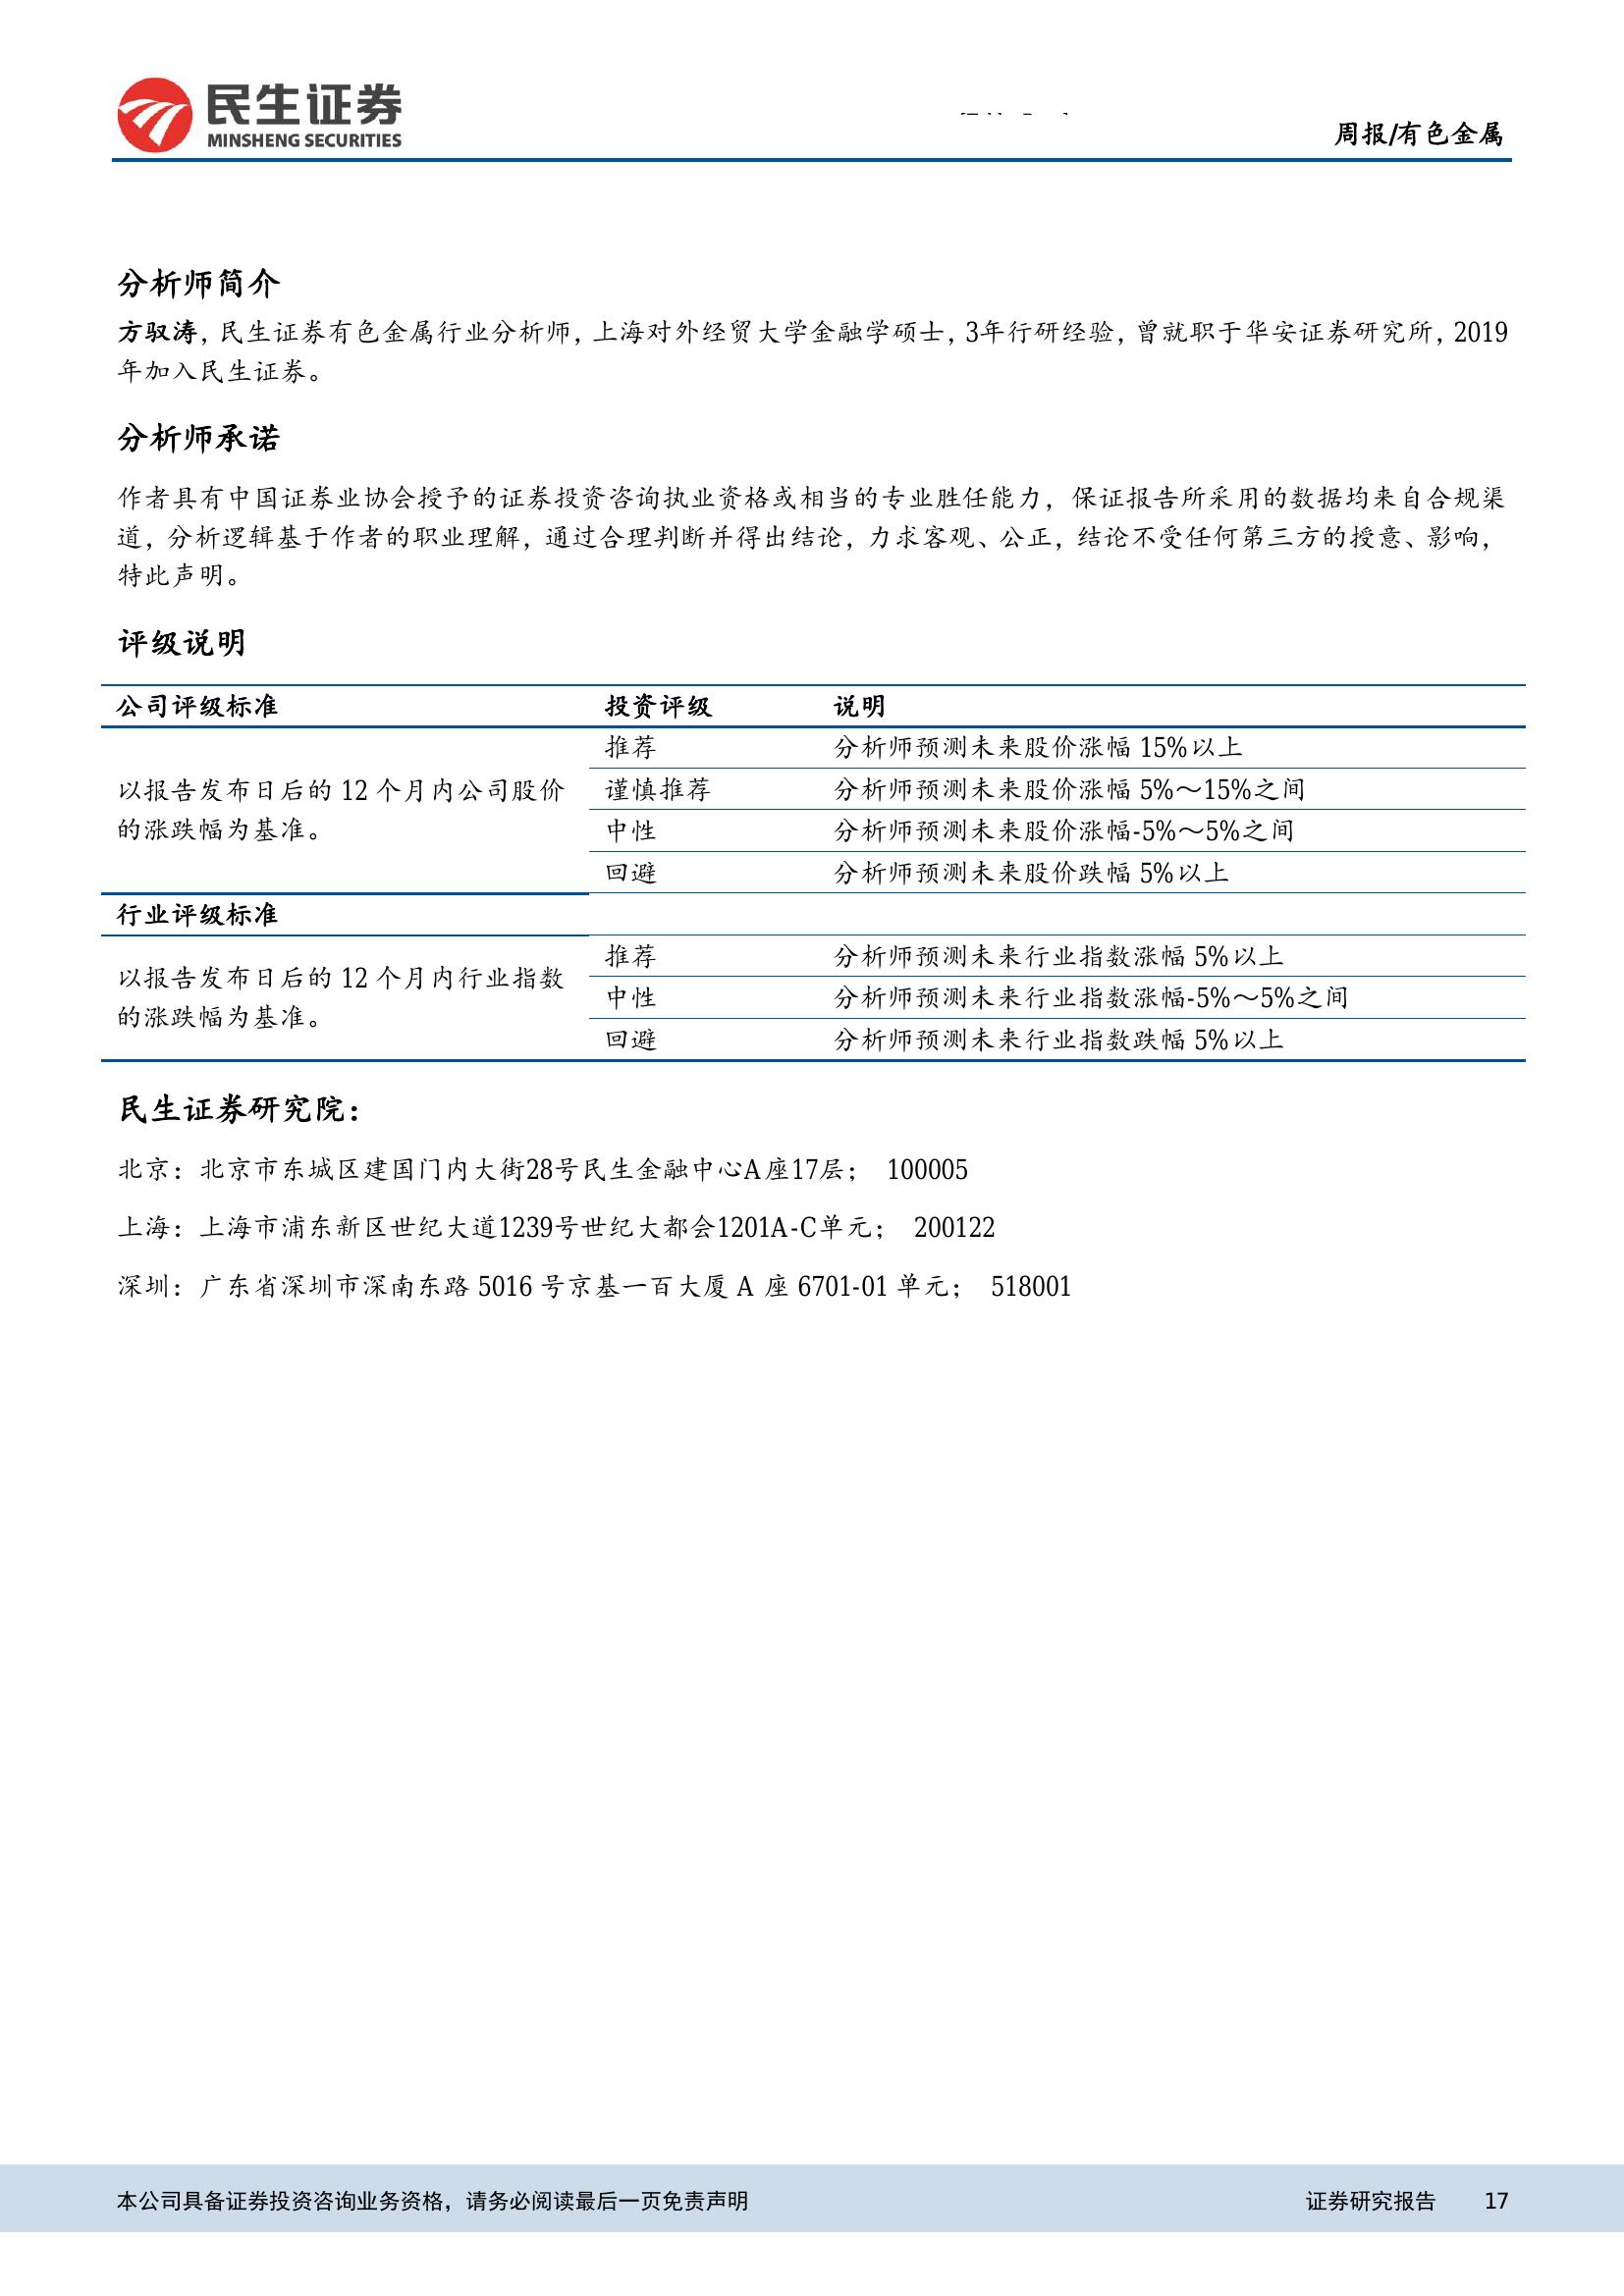 民生证券
MINSHENG SECURITIES
周报/有色金属
分析师简介
方驭涛，民生证券有色金属行业分析师，上海对外经贸大学金融学硕士，3年行研经验，曾就职于华安证券研究所，2019
年加入民生证券。
分析师承诺
作者具有中国证券业协会授予的证券投资咨询执业资格或相当的专业胜任能力，保证报告所采用的数据均来自合规渠
道，分析逻辑基于作者的职业理解，通过合理判断并得出结论，力求客观、公正，结论不受任何第三方的授意、影响，
特此声明。
评级说明
公司评级标准 投资评级 说明
以报告发布日后的 12 个月内公司股价
的涨跌幅为基准。
推荐 分析师预测未来股价涨幅 15%以上
谨慎推荐 分析师预测未来股价涨幅 5%～15%之间
中性 分析师预测未来股价涨幅-5%～5%之间
回避 分析师预测未来股价跌幅 5%以上
行业评级标准
以报告发布日后的 12 个月内行业指数
的涨跌幅为基准。
推荐 分析师预测未来行业指数涨幅 5%以上
中性 分析师预测未来行业指数涨幅-5%～5%之间
回避 分析师预测未来行业指数跌幅 5%以上
民生证券研究院：
北京：北京市东城区建国门内大街28号民生金融中心A座17层； 100005
上海：上海市浦东新区世纪大道1239号世纪大都会1201A-C单元； 200122
深圳：广东省深圳市深南东路 5016 号京基一百大厦 A 座 6701-01 单元； 518001
本公司具备证券投资咨询业务资格，请务必阅读最后一页免责声明 证券研究报告 17